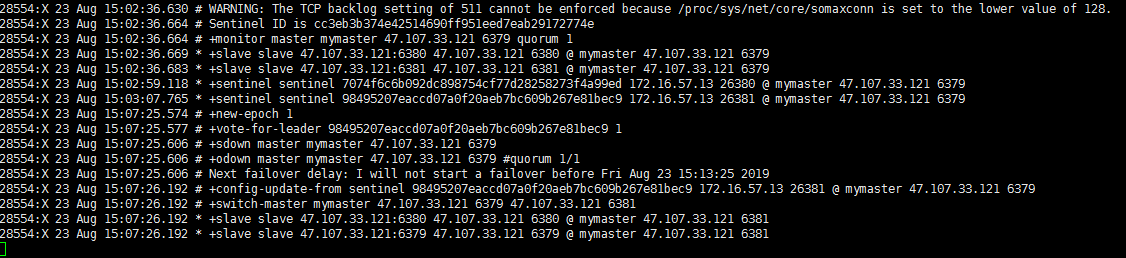 28554:X 23 Aug 15:02:36.630 # WARNING: The TCP backlog setting of 511 cannot be enforced because /proc/sys/net/core/somaxconn is set to the lower value of 128.
28554:X 23 Aug 15:02:36.664 # Sentinel ID is cc3eb3b374e42514690ff951eed7eab29172774e
28554:X 23 Aug 15:02:36.664 # +monitor master mymaster 47.107.33.121 6379 quorum 1
28554:X 23 Aug 15:02:36.669 * +slave slave 47.107.33.121:6380 47.107.33.121 6380 @ mymaster 47.107.33.121 6379
28554:X 23 Aug 15:02:36.683 * +slave slave 47.107.33.121:6381 47.107.33.121 6381 @ mymaster 47.107.33.121 6379
28554:X 23 Aug 15:02:59.118 * +sentinel sentinel 7074f6c6b092dc898754cf77d28258273f4a99ed 172.16.57.13 26380 @ mymaster 47.107.33.121 6379
28554:X 23 Aug 15:03:07.765 * +sentinel sentinel 98495207eaccd07a0f20aeb7bc609b267e81bec9 172.16.57.13 26381 @ mymaster 47.107.33.121 6379
28554:X 23 Aug 15:07:25.574 # +new-epoch 1
28554:X 23 Aug 15:07:25.577 # +vote-for-leader 98495207eaccd07a0f20aeb7bc609b267e81bec9 1
28554:X 23 Aug 15:07:25.606 # +sdown master mymaster 47.107.33.121 6379
28554:X 23 Aug 15:07:25.606 # +odown master mymaster 47.107.33.121 6379 #quorum 1/1
28554:X 23 Aug 15:07:25.606 # Next failover delay: I will not start a failover before Fri Aug 23 15:13:25 2019
28554:X 23 Aug 15:07:26.192 # +config-update-from sentinel 98495207eaccd07a0f20aeb7bc609b267e81bec9 172.16.57.13 26381 @ mymaster 47.107.33.121 6379
28554:X 23 Aug 15:07:26.192 # +switch-master mymaster 47.107.33.121 6379 47.107.33.121 6381
28554:X 23 Aug 15:07:26.192 * +slave slave 47.107.33.121:6380 47.107.33.121 6380 @ mymaster 47.107.33.121 6381
28554:X 23 Aug 15:07:26.192 * +slave slave 47.107.33.121:6379 47.107.33.121 6379 @ mymaster 47.107.33.121 6381